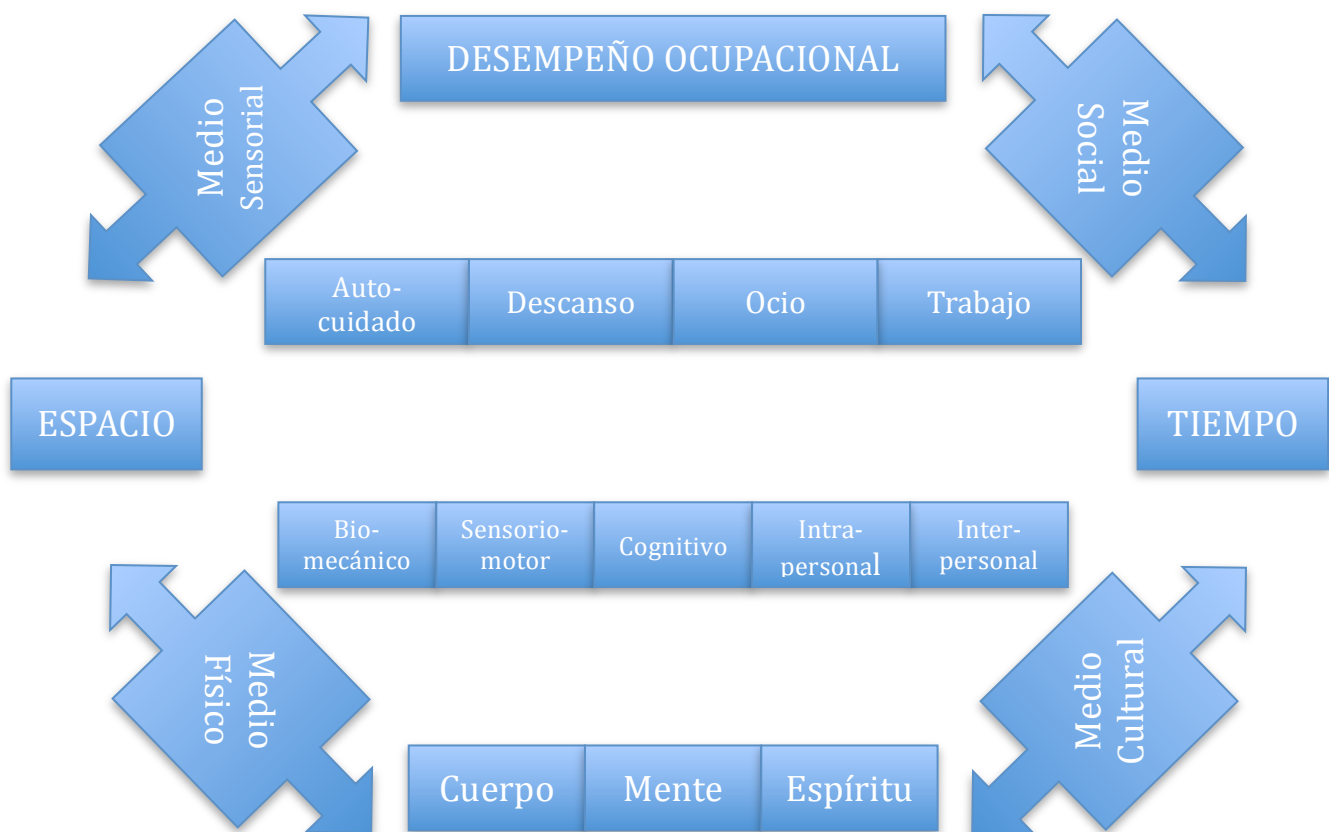 DESEMPEÑO OCUPACIONAL
Medio
Sensorial
Medio
Social
Auto-
cuidado
Descanso
Ocio
Trabajo
ESPACIO
TIEMPO
Bio-
mecánico
Sensorio-
motor
Cognitivo
Intra-
personal
Inter-
personal
Medio
Físico
Medio
Cultural
Cuerpo
Mente
Espíritu